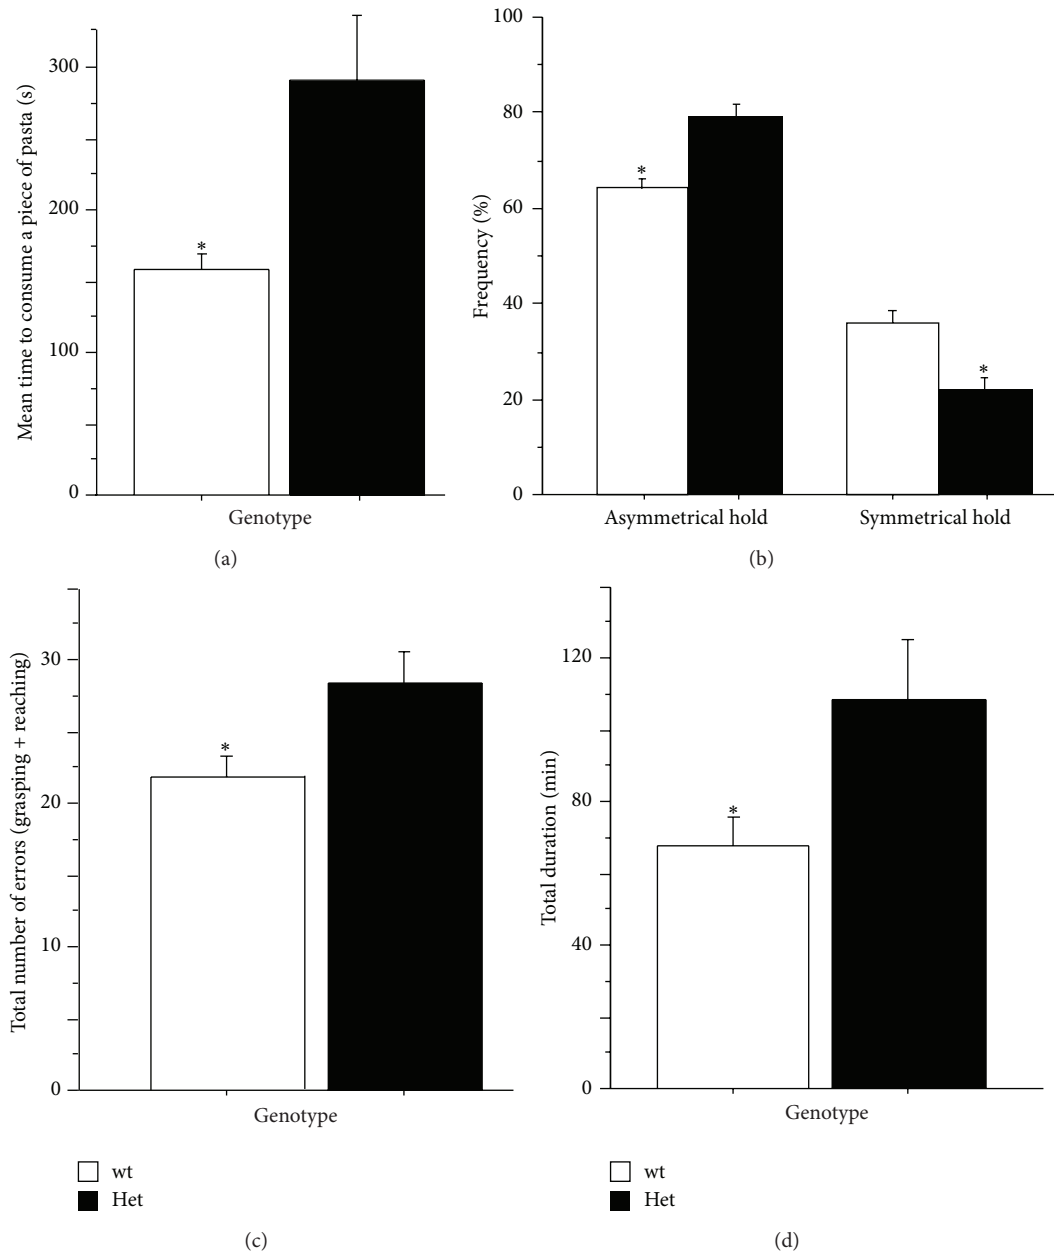 Mean time to consume a piece of pasta (s)
300
200
100
0
*
Genotype
(a)
Frequency (%)
100
80
60
40
20
0
*
*
Asymmetrical hold
Symmetrical hold
(b)
Total number of errors (grasping + reaching)
30
20
10
0
*
Genotype
wt
Het
(c)
Total duration (min)
120
80
40
0
*
Genotype
wt
Het
(d)